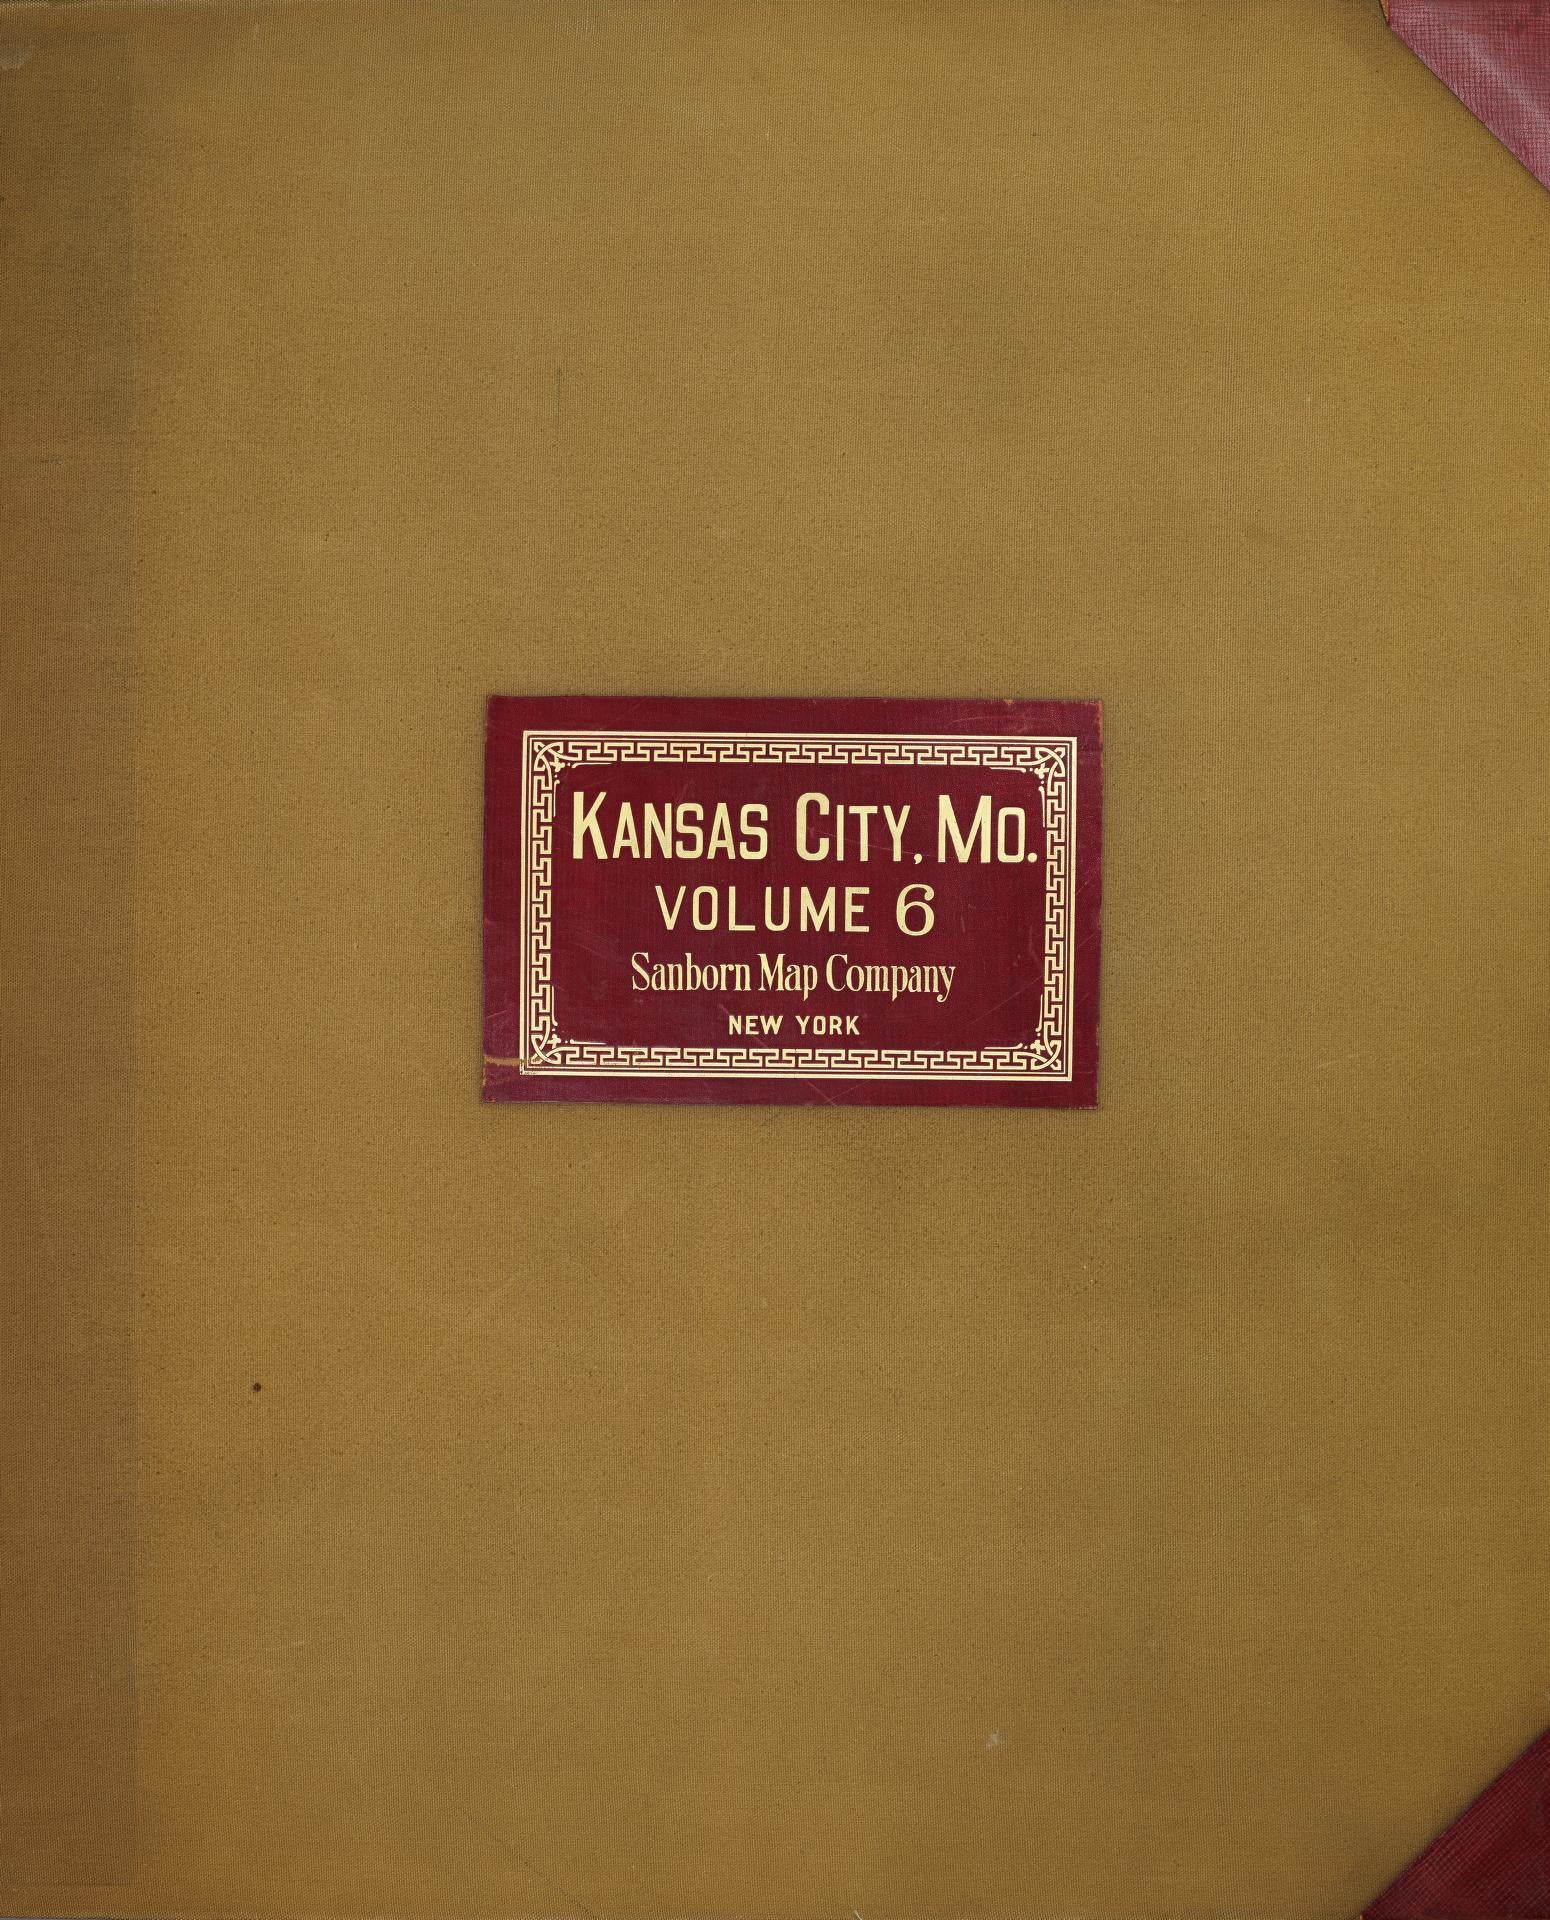 KANSAS CITY, MO.
VOLUME 6
Sanborn Map Company
NEW YORK